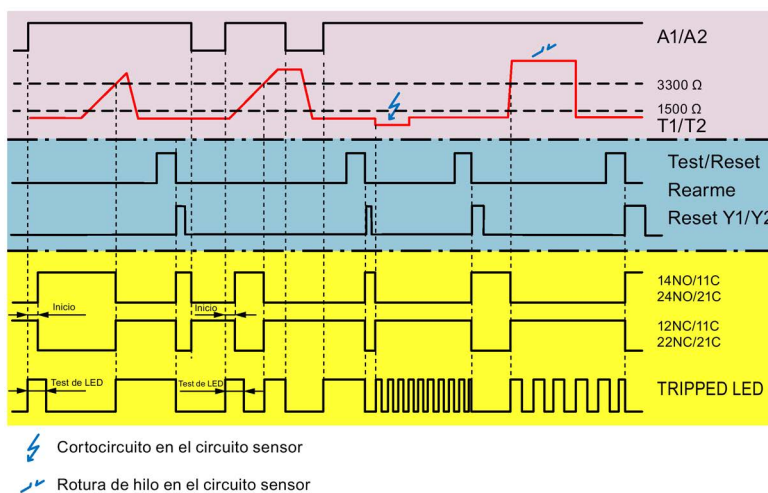 A1/A2
3300 Ω
1500 Ω
T1/T2
Test/Reset
Rearme
Reset Y1/Y2
14NO/11C
24NO/21C
Inicio
Inicio
12NC/11C
22NC/21C
Test de LED
Test de LED
TRIPPED LED
Cortocircuito en el circuito sensor
Rotura de hilo en el circuito sensor